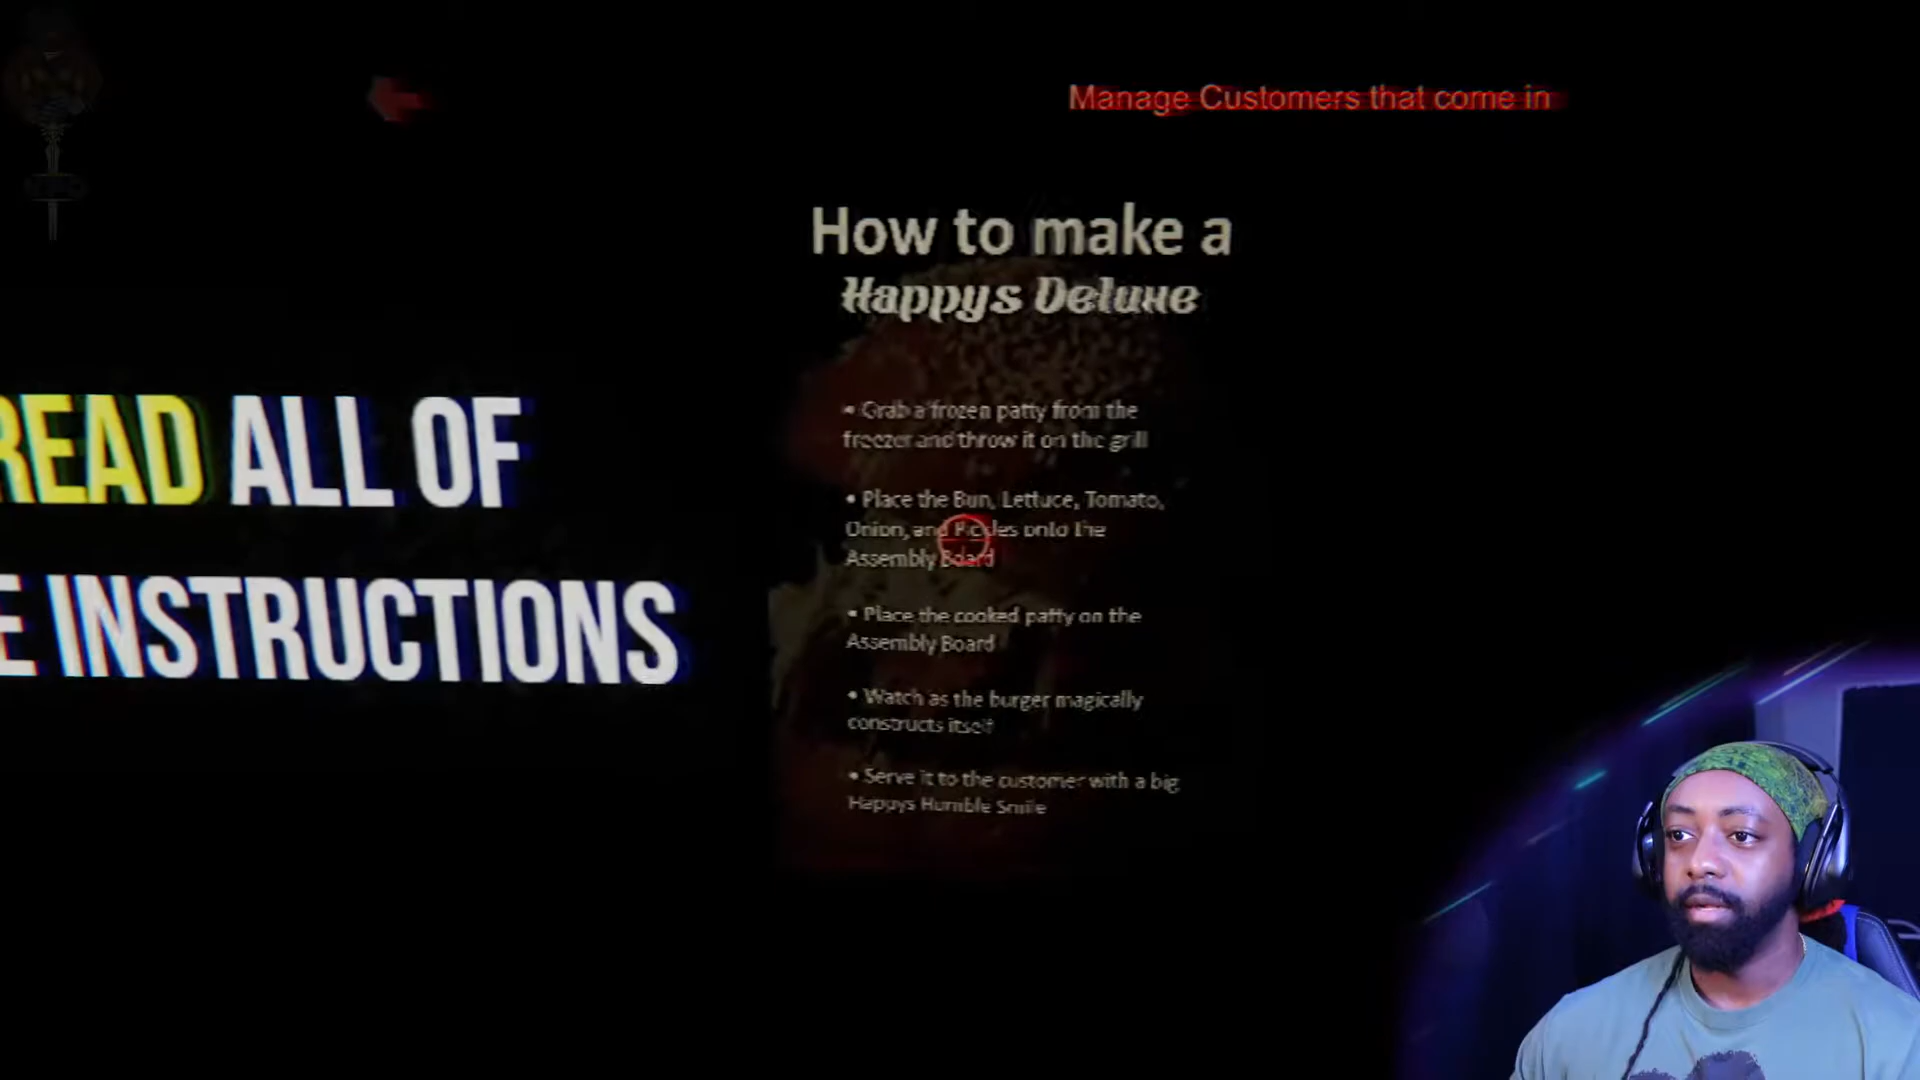 Manage Customers that come in
How to make a
Happys Deluxe
READ ALL OF
INSTRUCTIONS
• Grab a frozen patty from the
freezer and throw it on the grill
• Place the Bun, Lettuce, Tomato,
Onion, and Pickles onto the
Assembly Board
• Place the cooked patty on the
Assembly Board
• Watch as the burger magically
constructs itself
• Serve it to the customer with a big
Happys Humble Smile